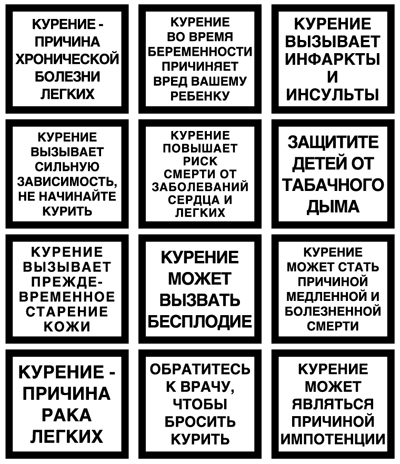 КУРЕНИЕ -
ПРИЧИНА
ХРОНИЧЕСКОЙ
БОЛЕЗНИ
ЛЕГКИХ
КУРЕНИЕ
ВО ВРЕМЯ
БЕРЕМЕННОСТИ
ПРИЧИНЯЕТ
ВРЕД ВАШЕМУ
РЕБЕНКУ
КУРЕНИЕ
ВЫЗЫВАЕТ
ИНФАРКТЫ
И
ИНСУЛЬТЫ
КУРЕНИЕ
ВЫЗЫВАЕТ
СИЛЬНУЮ
ЗАВИСИМОСТЬ,
НЕ НАЧИНАЙТЕ
КУРИТЬ
КУРЕНИЕ
ПОВЫШАЕТ
РИСК
СМЕРТИ ОТ
ЗАБОЛЕВАНИЙ
СЕРДЦА И
ЛЕГКИХ
ЗАЩИТИТЕ
ДЕТЕЙ ОТ
ТАБАЧНОГО
ДЫМА
КУРЕНИЕ
ВЫЗЫВАЕТ
ПРЕЖДЕ-
ВРЕМЕННОЕ
СТАРЕНИЕ
КОЖИ
КУРЕНИЕ
МОЖЕТ
ВЫЗВАТЬ
БЕСПЛОДИЕ
КУРЕНИЕ
МОЖЕТ СТАТЬ
ПРИЧИНОЙ
МЕДЛЕННОЙ И
БОЛЕЗНЕННОЙ
СМЕРТИ
КУРЕНИЕ -
ПРИЧИНА
РАКА
ЛЕГКИХ
ОБРАТИТЕСЬ
К ВРАЧУ,
ЧТОБЫ
БРОСИТЬ
КУРИТЬ
КУРЕНИЕ
МОЖЕТ
ЯВЛЯТЬСЯ
ПРИЧИНОЙ
ИМПОТЕНЦИИ